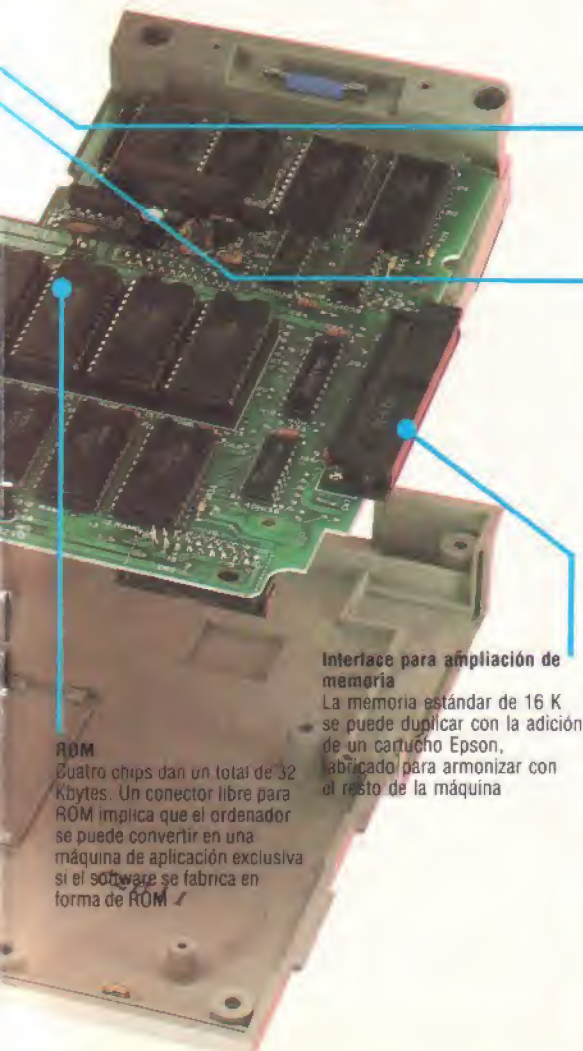 Interface para ampliación de
memoria
La memoria estándar de 16 K
se puede duplicar con la adición
de un cartucho Epson,
fabricado para armonizar con
el resto de la máquina
ROM
Cuatro chips dan un total de 32
Kbytes. Un conector libre para
ROM implica que el ordenador
se puede convertir en una
máquina de aplicación exclusiva
si el software se fabrica en
forma de ROM